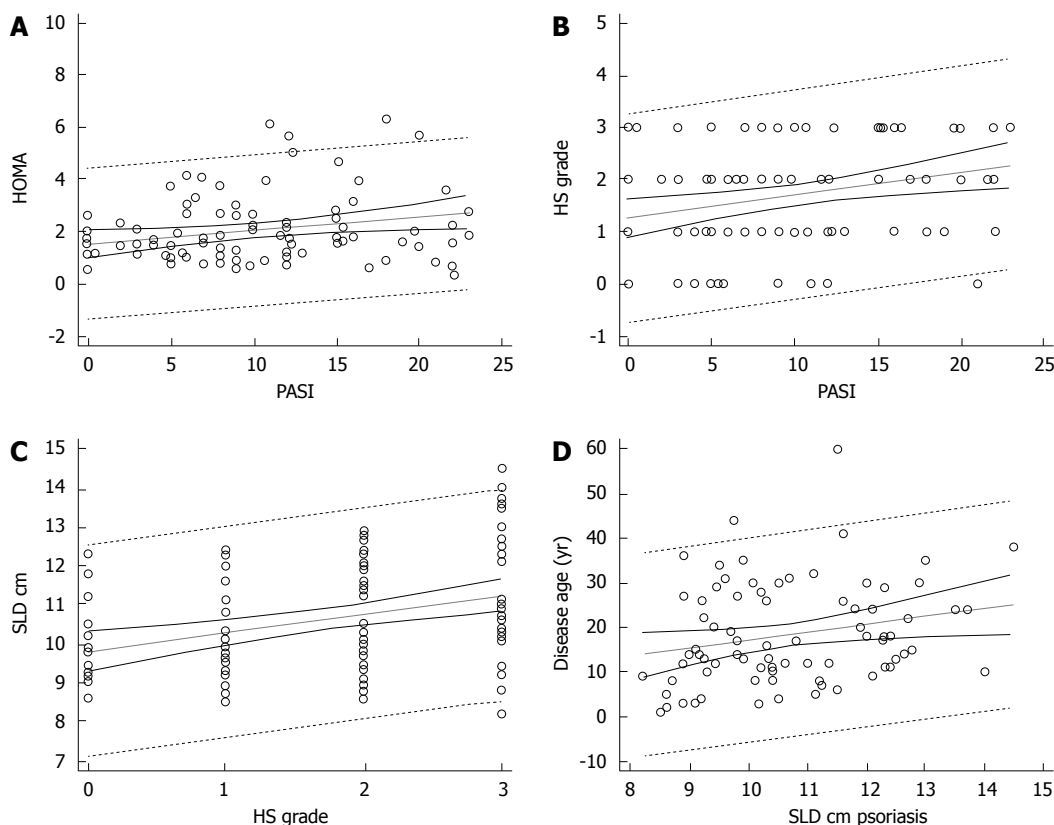 A
HOMA
10
8
6
4
2
0
-2
0 5 10 15 20 25
PASI
B
HS grade
5
4
3
2
1
0
-1
0 5 10 15 20 25
PASI
C
SLD cm
15
14
13
12
11
10
9
8
7
0 1 2 3
HS grade
D
Disease age (yr)
60
50
40
30
20
10
0
-10
8 9 10 11 12 13 14 15
SLD cm psoriasis